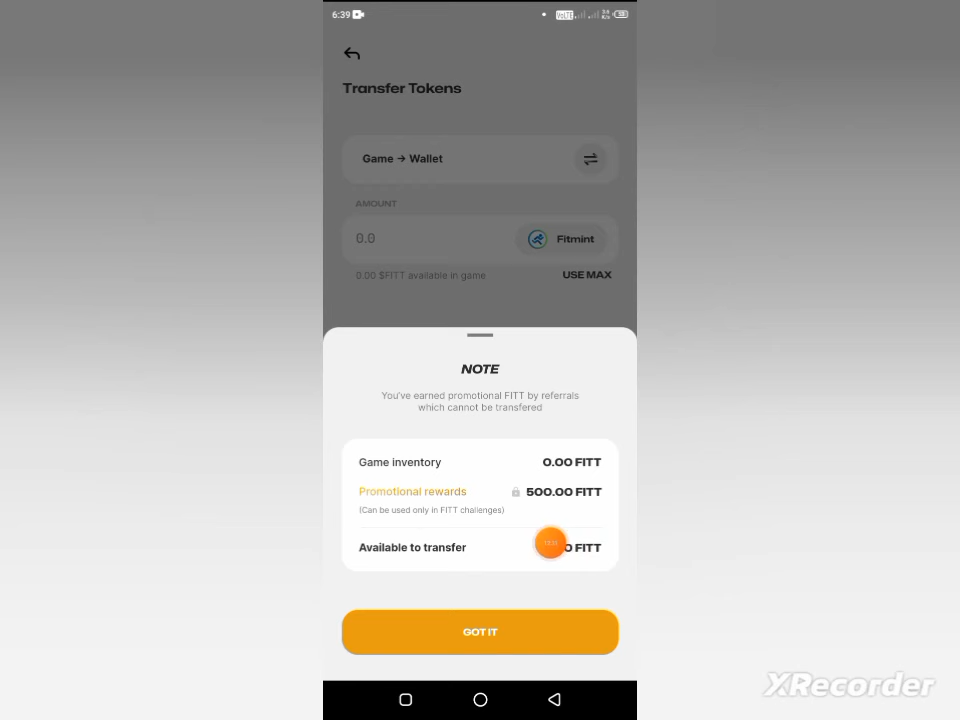 6:39
VoLTE
Transfer Tokens
Game → Wallet
AMOUNT
0.0
Fitmint
0.00 $FITT available in game
USE MAX
NOTE
You've earned promotional FITT by referrals
which cannot be transfered
Game inventory
0.00 FITT
Promotional rewards
500.00 FITT
(Can be used only in FITT challenges)
Available to transfer
0 FITT
GOT IT
XRecorder